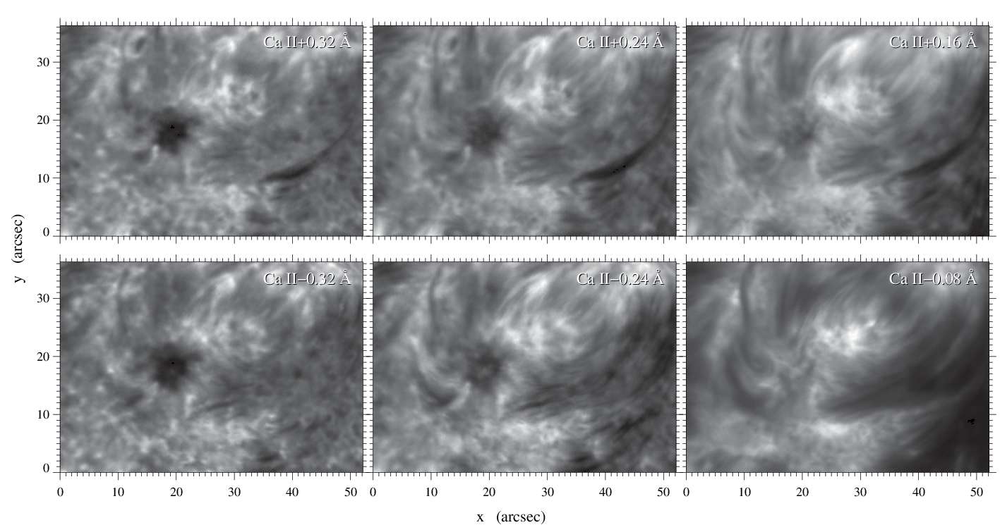 Ca II+0.32 Å Ca II+0.24 Å Ca II+0.16 Å
30
20
10
0
y (arcsec)
Ca II−0.32 Å Ca II−0.24 Å Ca II−0.08 Å
30
20
10
0
0 10 20 30 40 50 0 10 20 30 40 50 0 10 20 30 40 50
x (arcsec)